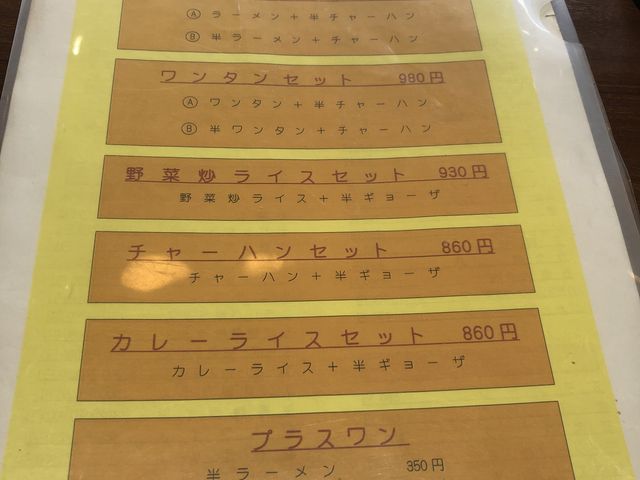 Ⓐ ラーメン＋半チャーハン
Ⓑ 半ラーメン＋チャーハン
ワンタンセット 980円
Ⓐ ワンタン＋半チャーハン
Ⓑ 半ワンタン＋チャーハン
野菜炒ライスセット 930円
野菜炒ライス＋半ギョーザ
チャーハンセット 860円
チャーハン＋半ギョーザ
カレーライスセット 860円
カレーライス＋半ギョーザ
プラスワン
半ラーメン 350円